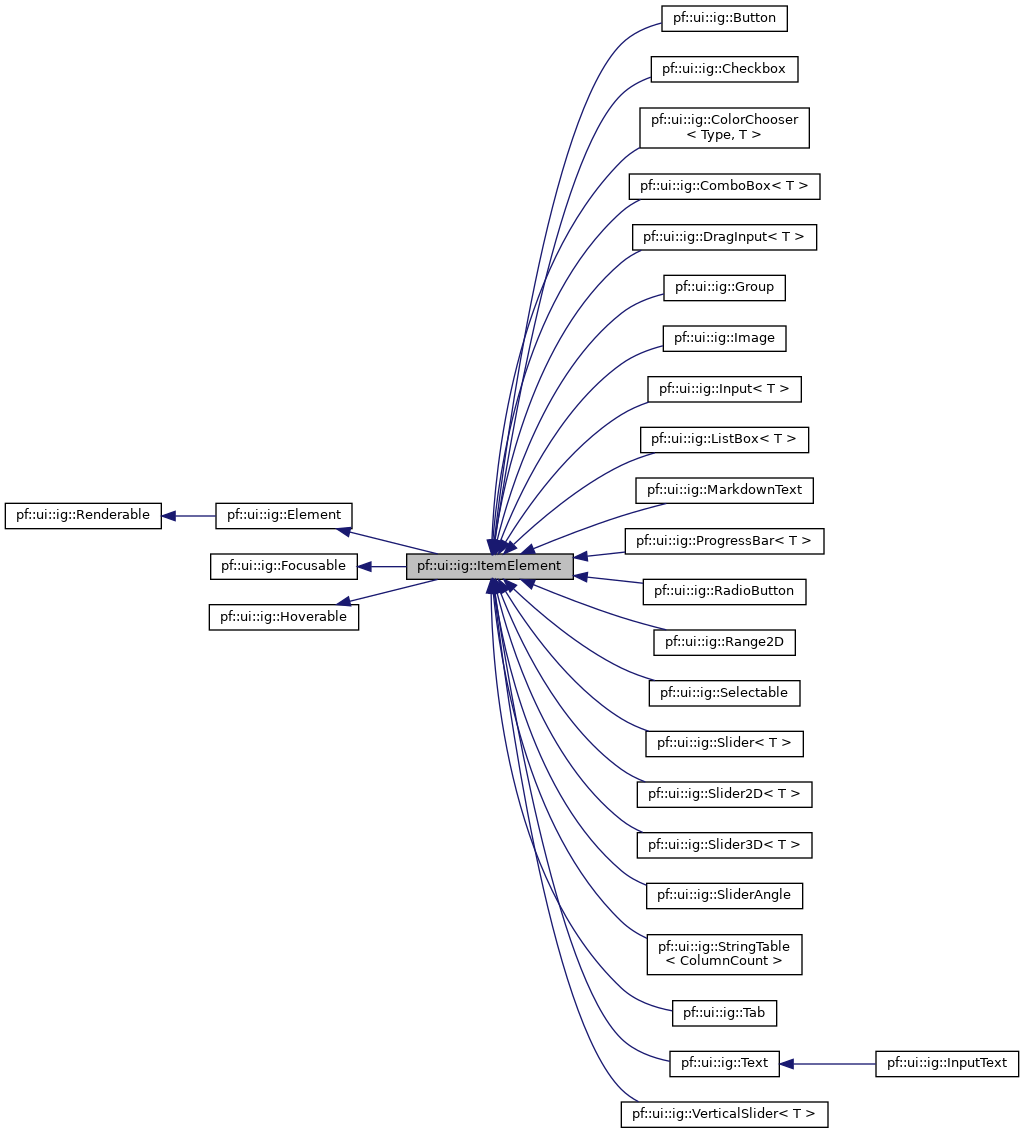 pf::ui::ig::Button
pf::ui::ig::Checkbox
pf::ui::ig::ColorChooser
< Type, T >
pf::ui::ig::ComboBox< T >
pf::ui::ig::DragInput< T >
pf::ui::ig::Group
pf::ui::ig::Image
pf::ui::ig::Input< T >
pf::ui::ig::ListBox< T >
pf::ui::ig::MarkdownText
pf::ui::ig::Renderable
pf::ui::ig::Element
pf::ui::ig::ProgressBar< T >
pf::ui::ig::Focusable
pf::ui::ig::ItemElement
pf::ui::ig::RadioButton
pf::ui::ig::Hoverable
pf::ui::ig::Range2D
pf::ui::ig::Selectable
pf::ui::ig::Slider< T >
pf::ui::ig::Slider2D< T >
pf::ui::ig::Slider3D< T >
pf::ui::ig::SliderAngle
pf::ui::ig::StringTable
< ColumnCount >
pf::ui::ig::Tab
pf::ui::ig::Text
pf::ui::ig::InputText
pf::ui::ig::VerticalSlider< T >